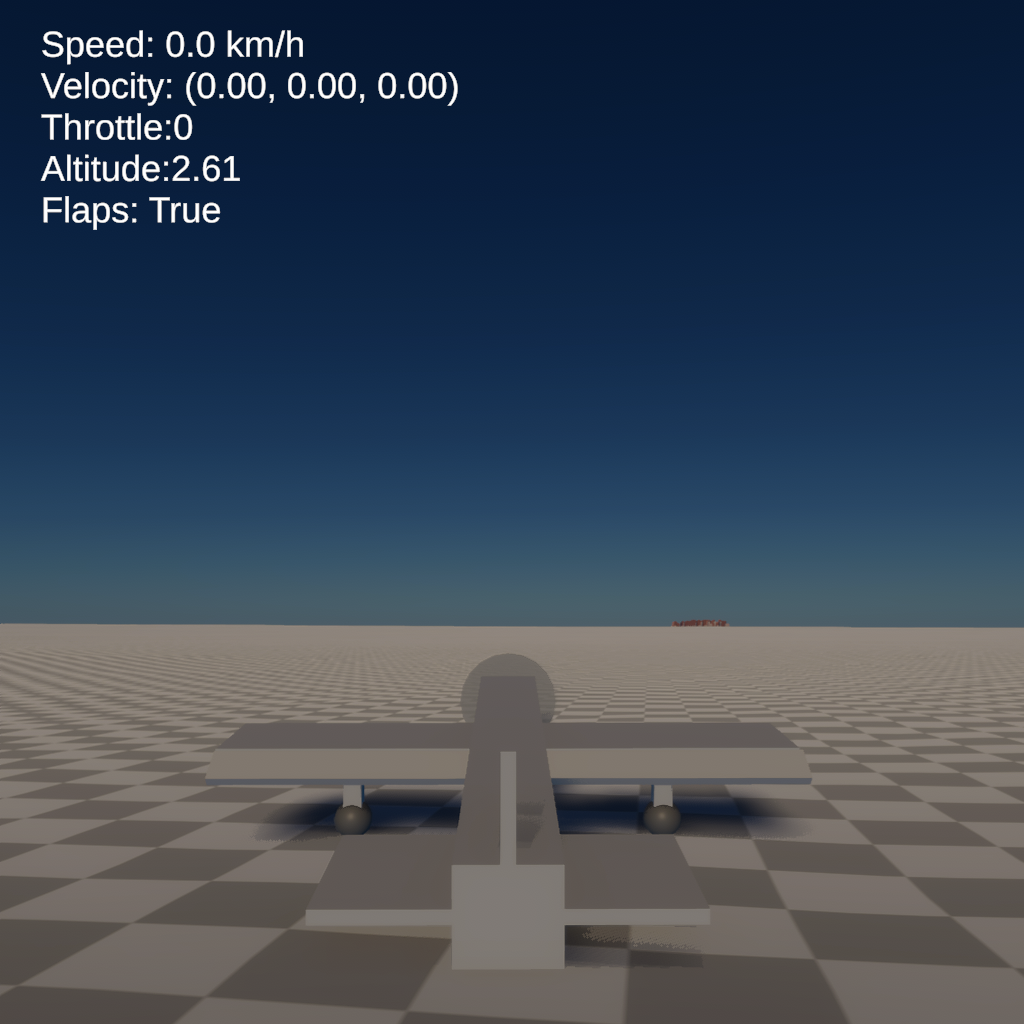 Speed: 0.0 km/h
Velocity: (0.00, 0.00, 0.00)
Throttle:0
Altitude:2.61
Flaps: True